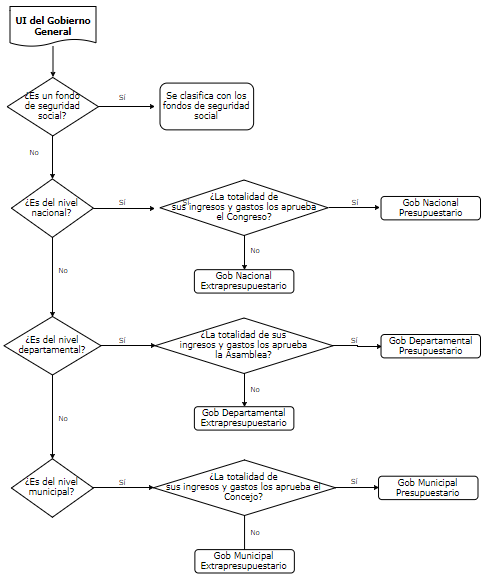 UI del Gobierno
General
¿Es un fondo
de seguridad
social?
Sí
Se clasifica con los
fondos de seguridad
social
No
¿Es del nivel
nacional?
Sí
¿La totalidad de
sus ingresos y gastos los aprueba
el Congreso?
Sí
Sí
Gob Nacional
Presupuestario
No
Gob Nacional
Extrapresupuestario
No
¿Es del nivel
departamental?
Sí
¿La totalidad de sus
ingresos y gastos los aprueba
la Asamblea?
Sí
Gob Departamental
Presupuestario
No
Gob Departamental
Extrapresupuestario
No
¿Es del nivel
municipal?
Sí
¿La totalidad de
sus ingresos y gastos los aprueba el
Concejo?
Sí
Gob Municipal
Presupuestario
No
Gob Municipal
Extrapresupuestario